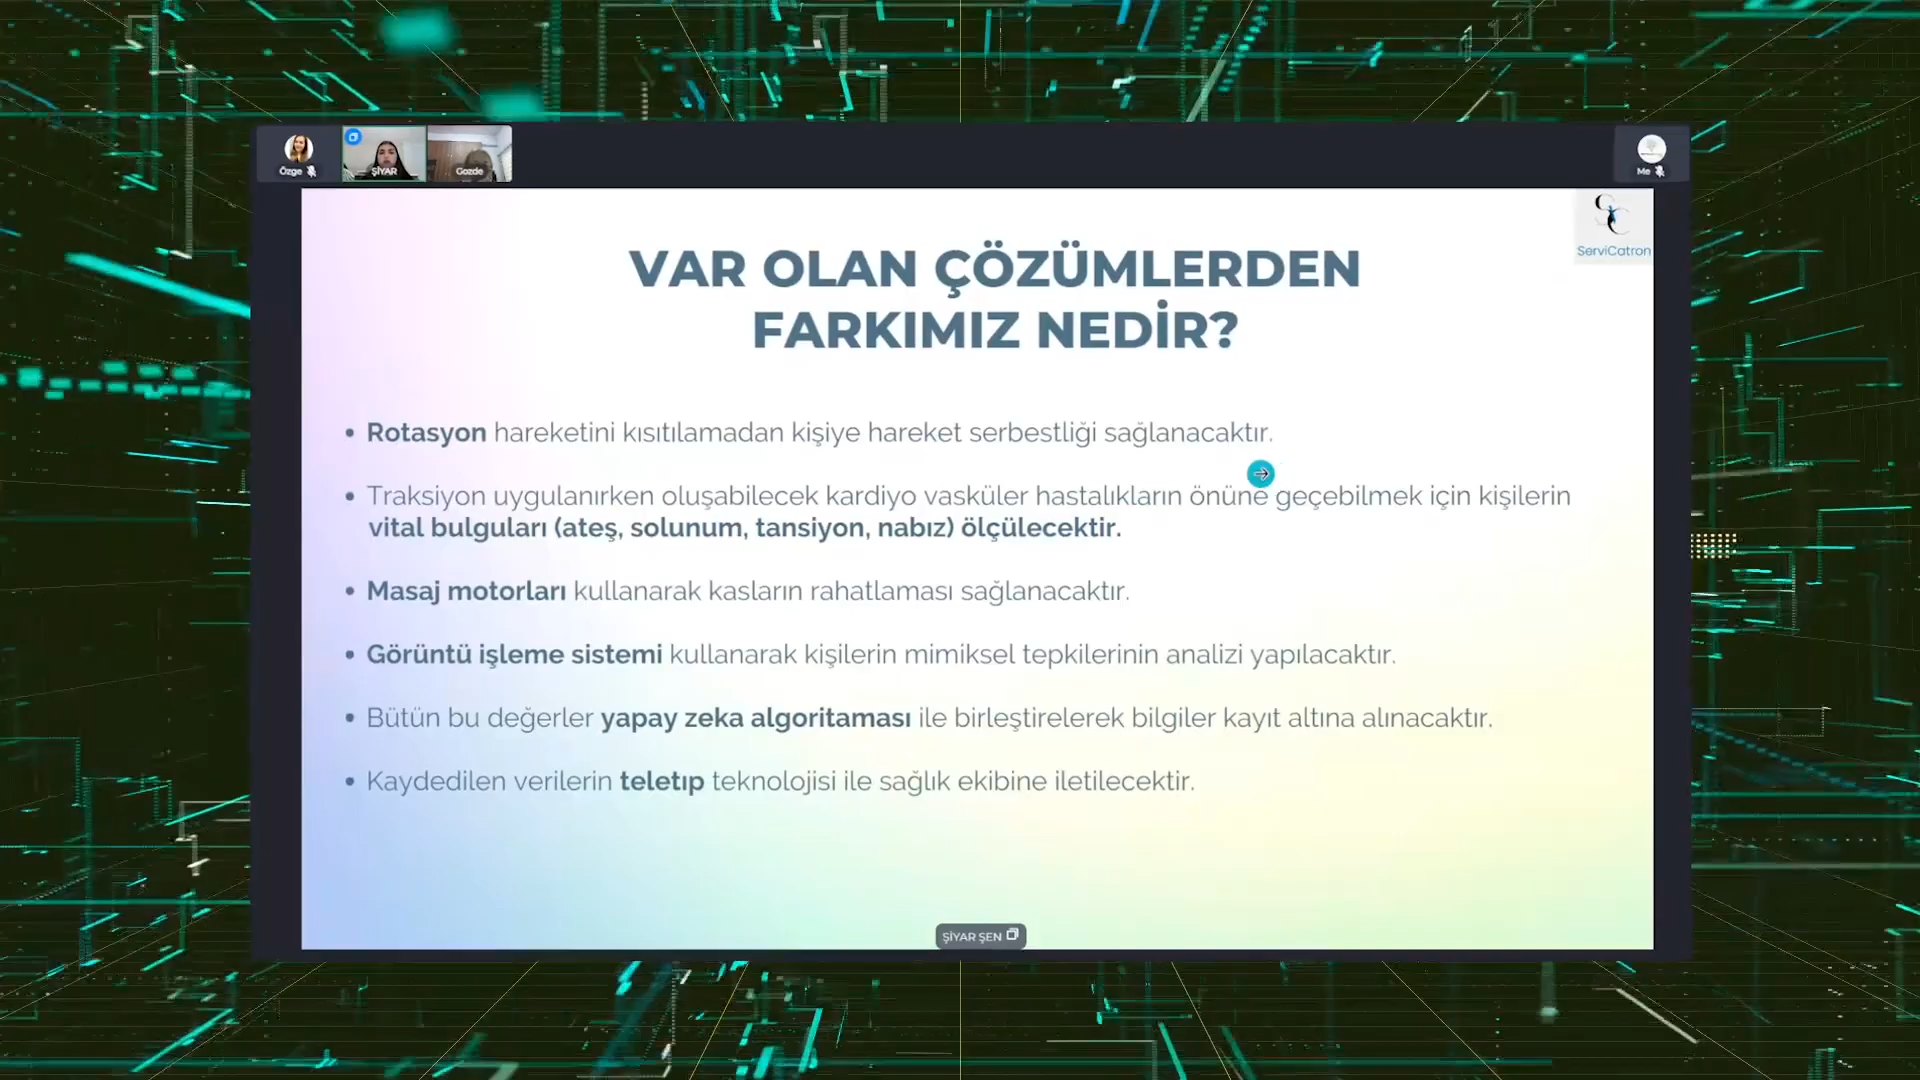 Özge
ŞİYAR
Gozde
Me
ServiCatron
VAR OLAN ÇÖZÜMLERDEN
FARKIMIZ NEDİR?
• Rotasyon hareketini kısıtılamadan kişiye hareket serbestliği sağlanacaktır.
• Traksiyon uygulanırken oluşabilecek kardiyo vasküler hastalıkların önüne geçebilmek için kişilerin
vital bulguları (ateş, solunum, tansiyon, nabız) ölçülecektir.
• Masaj motorları kullanarak kasların rahatlaması sağlanacaktır.
• Görüntü işleme sistemi kullanarak kişilerin mimiksel tepkilerinin analizi yapılacaktır.
• Bütün bu değerler yapay zeka algoritaması ile birleştirelerek bilgiler kayıt altına alınacaktır.
• Kaydedilen verilerin teletıp teknolojisi ile sağlık ekibine iletilecektir.
ŞİYAR ŞEN